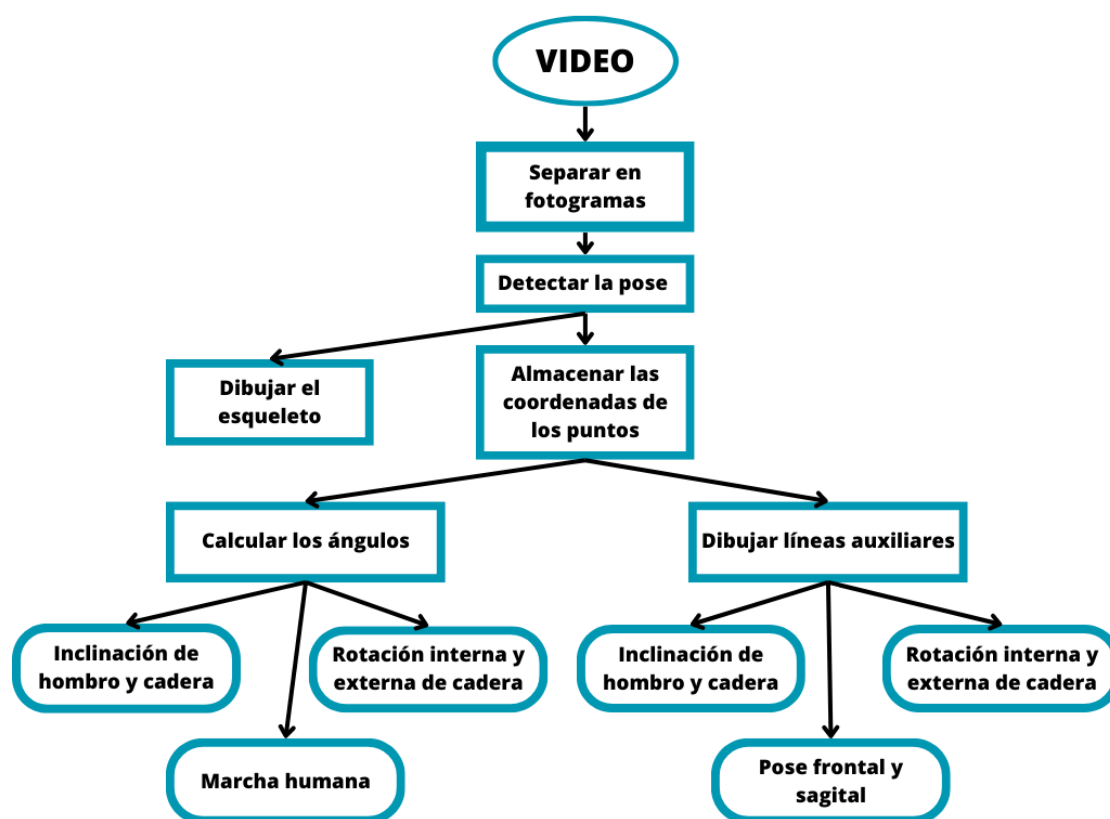 VIDEO
Separar en
fotogramas
Detectar la pose
Dibujar el
esqueleto
Almacenar las
coordenadas de
los puntos
Calcular los ángulos
Dibujar líneas auxiliares
Inclinación de
hombro y cadera
Rotación interna y
externa de cadera
Inclinación de
hombro y cadera
Rotación interna y
externa de cadera
Marcha humana
Pose frontal y
sagital